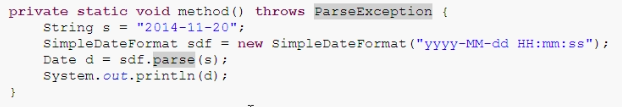 private static void method() throws ParseException {
    String s = "2014-11-20";
    SimpleDateFormat sdf = new SimpleDateFormat("yyyy-MM-dd HH:mm:ss");
    Date d = sdf.parse(s);
    System.out.println(d);
}